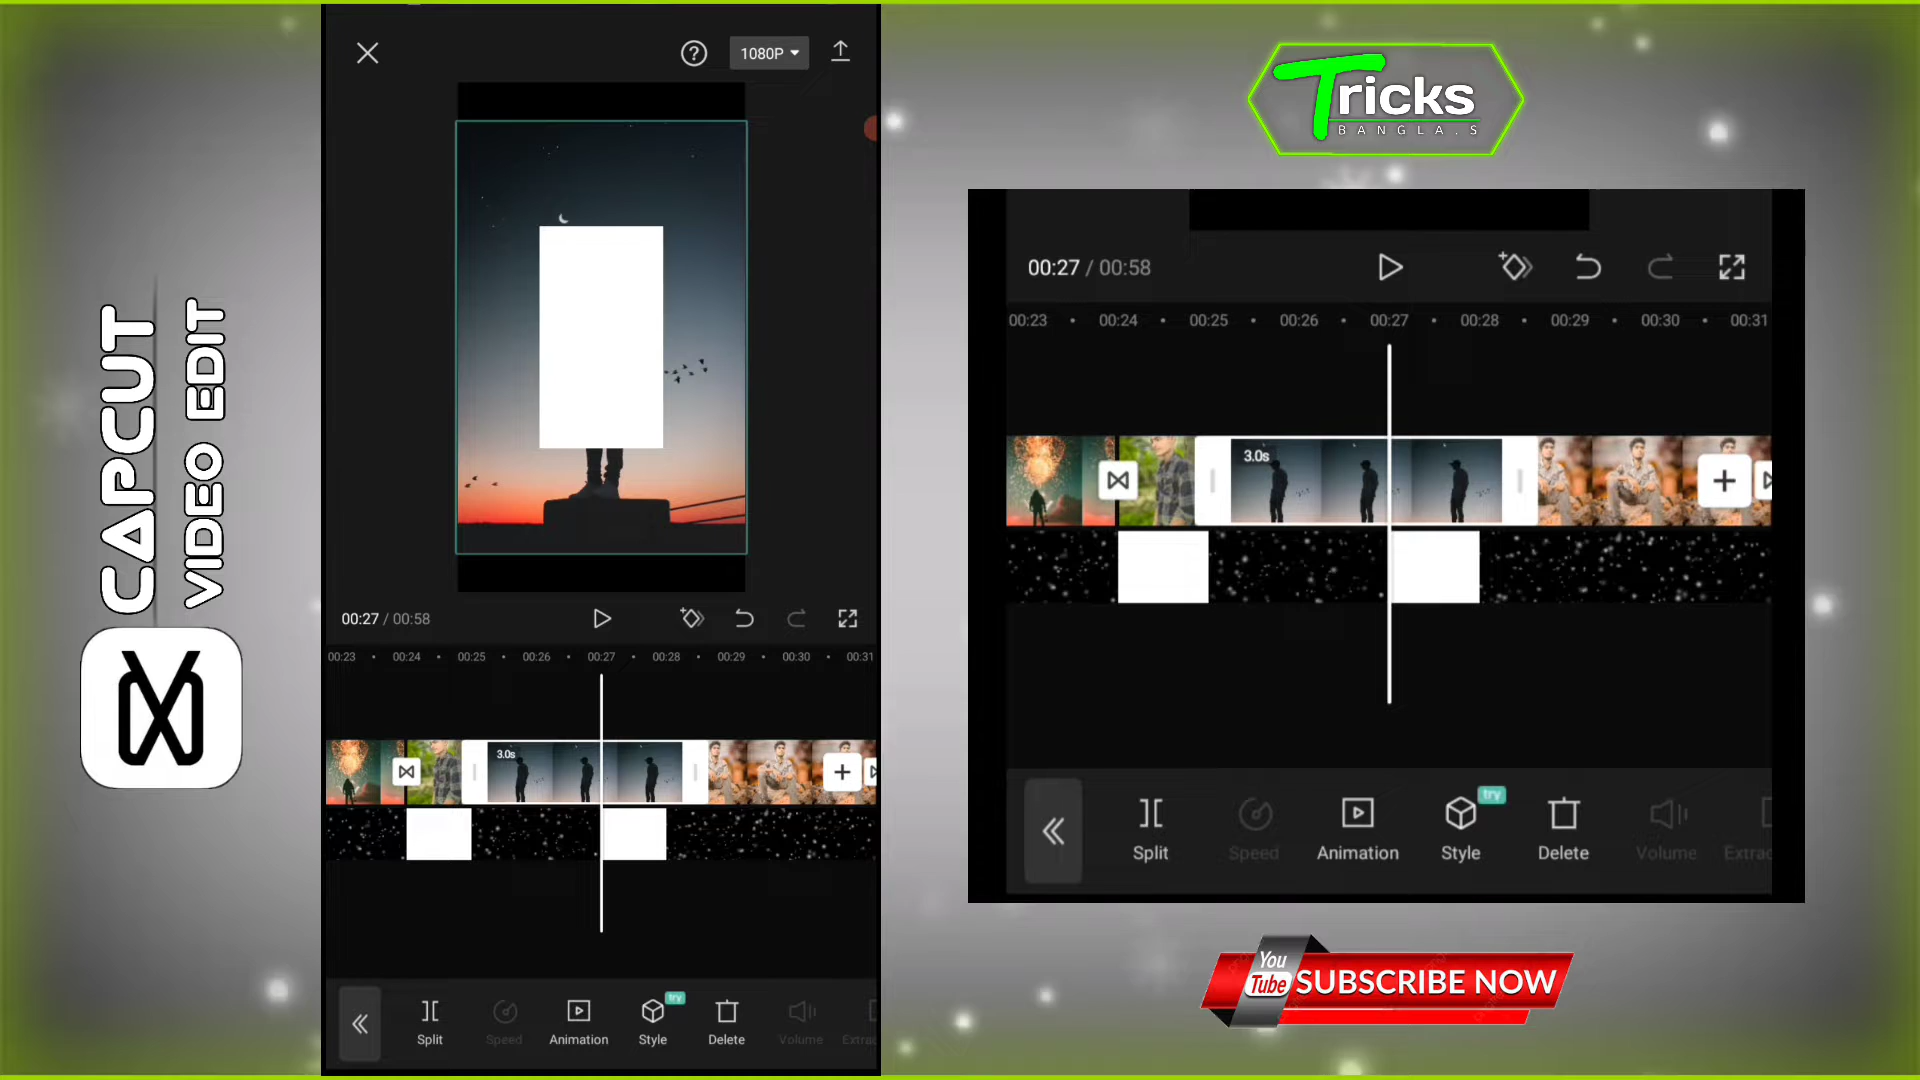 CAPCUT
VIDEO EDIT
1080P
00:27 / 00:58
00:23 00:24 00:25 00:26 00:27 00:28 00:29 00:30 00:31
3.0s
try
Split Speed Animation Style Delete Volume Extrac
Tricks
BANGLA.S
00:27 / 00:58
00:23 00:24 00:25 00:26 00:27 00:28 00:29 00:30 00:31
3.0s
try
Split Speed Animation Style Delete Volume Extrac
You
Tube SUBSCRIBE NOW